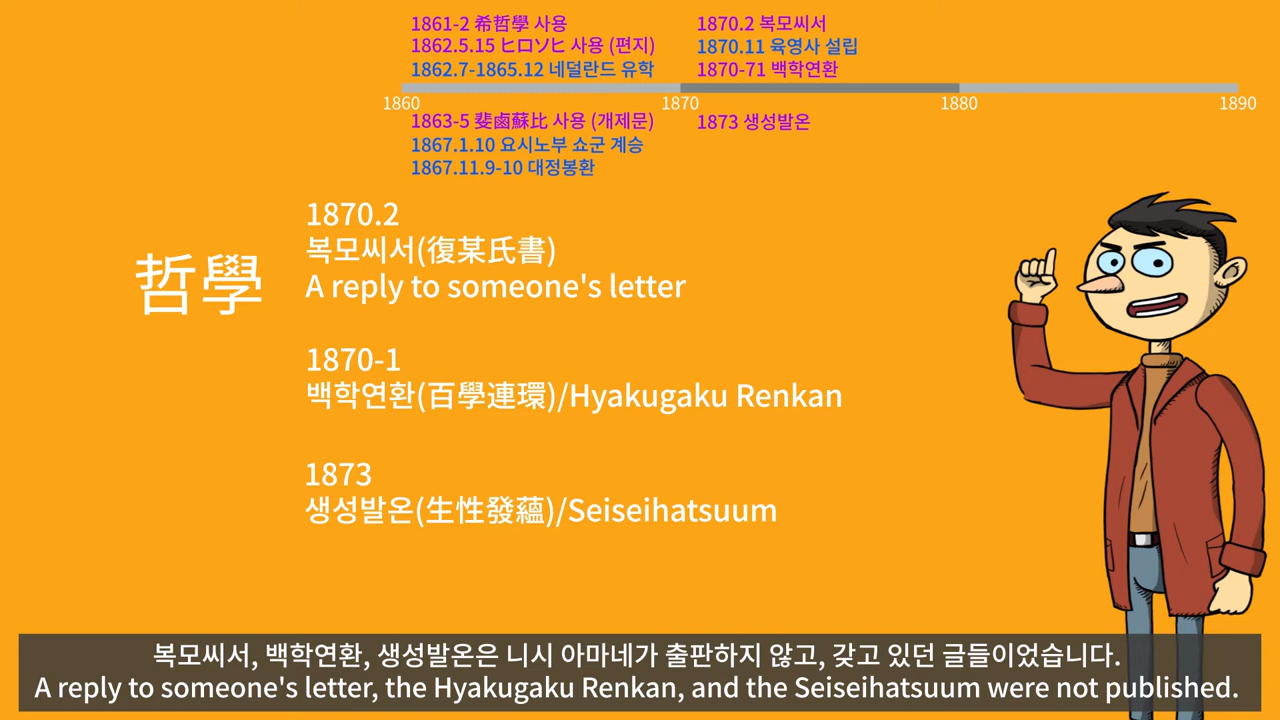 1861-2 希哲學 사용
1862.5.15 ヒロソヒ 사용 (편지)
1862.7-1865.12 네덜란드 유학
1870.2 복모씨서
1870.11 육영사 설립
1870-71 백학연환
1860
1870
1880
1890
1863-5 斐鹵蘇比 사용 (개제문)
1867.1.10 요시노부 쇼군 계승
1867.11.9-10 대정봉환
1873 생성발온
哲學
1870.2
복모씨서(復某氏書)
A reply to someone's letter
1870-1
백학연환(百學連環)/Hyakugaku Renkan
1873
생성발온(生性發蘊)/Seiseihatsuum
복모씨서, 백학연환, 생성발온은 니시 아마네가 출판하지 않고, 갖고 있던 글들이었습니다.
A reply to someone's letter, the Hyakugaku Renkan, and the Seiseihatsuum were not published.